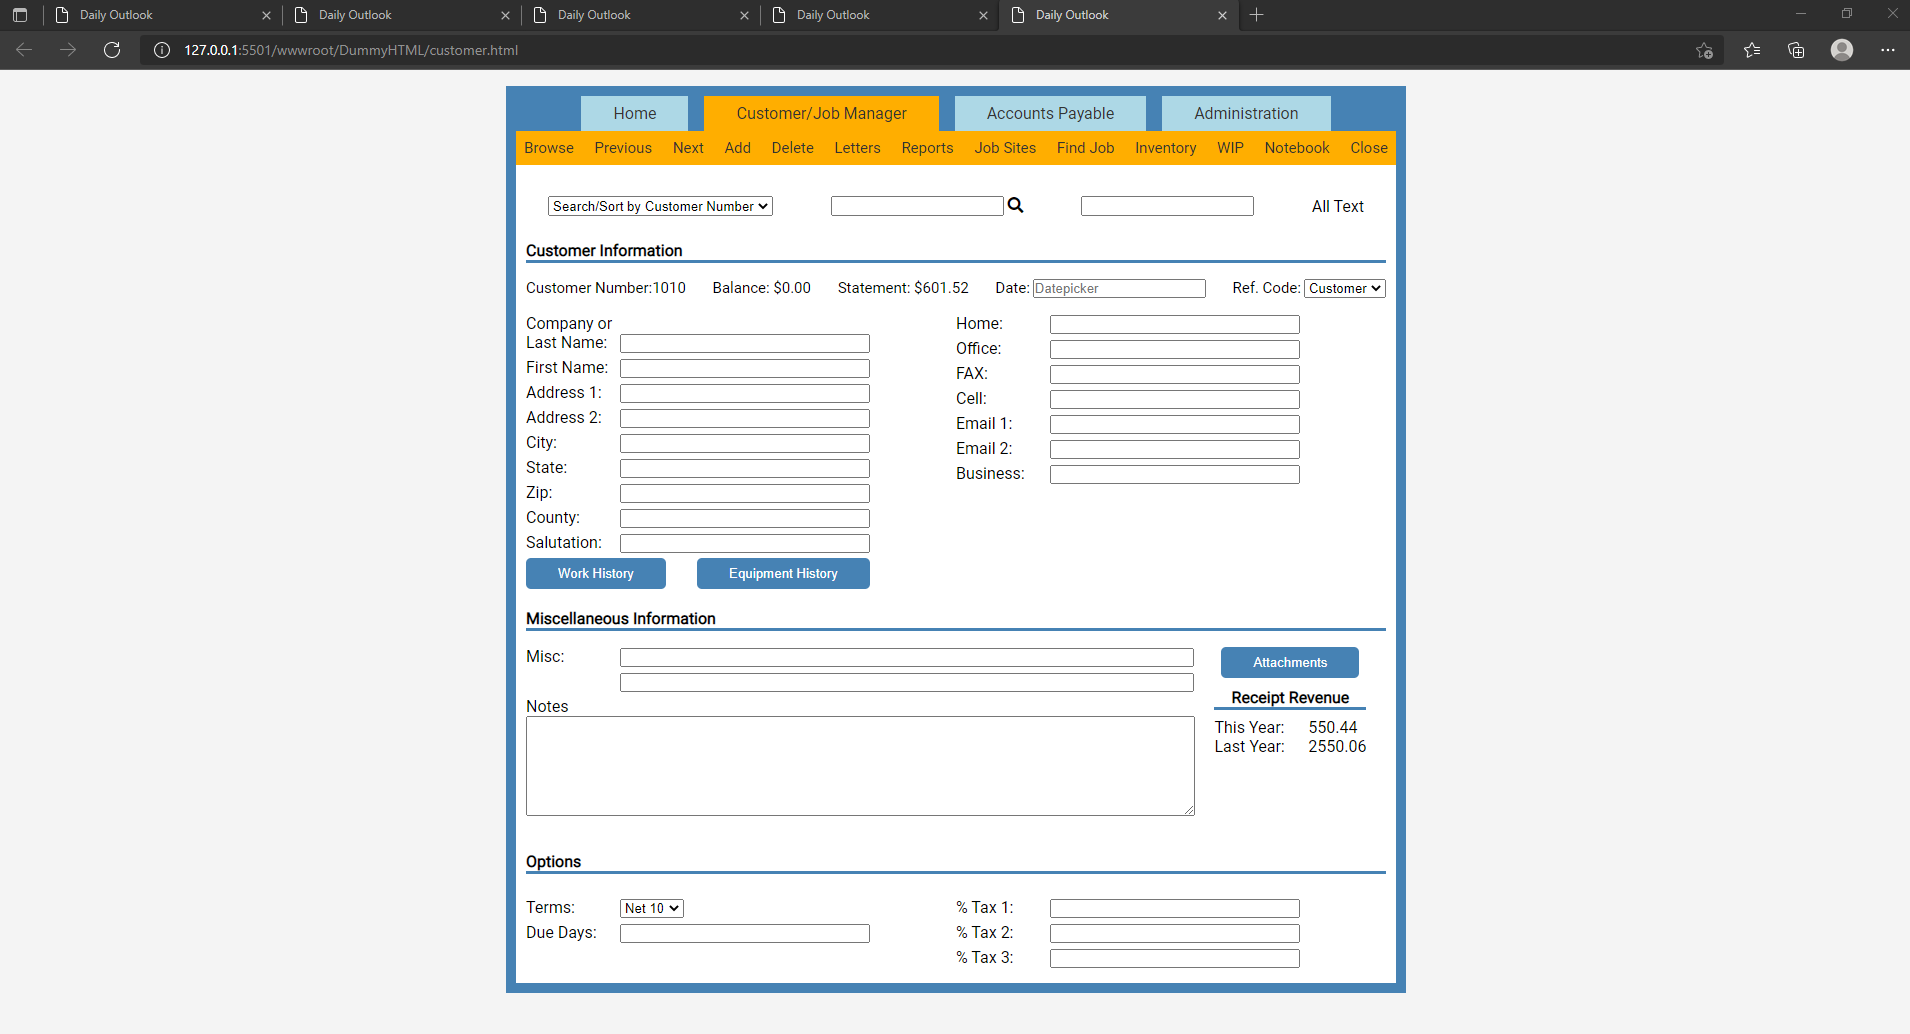 Daily Outlook Daily Outlook Daily Outlook Daily Outlook Daily Outlook
127.0.0.1:5501/wwwroot/DummyHTML/customer.html
Home Customer/Job Manager Accounts Payable Administration
Browse Previous Next Add Delete Letters Reports Job Sites Find Job Inventory WIP Notebook Close
Search/Sort by Customer Number All Text
Customer Information
Customer Number:1010 Balance: $0.00 Statement: $601.52 Date: Datepicker Ref. Code: Customer
Company or
Last Name:
First Name:
Address 1:
Address 2:
City:
State:
Zip:
County:
Salutation:
Home:
Office:
FAX:
Cell:
Email 1:
Email 2:
Business:
Work History Equipment History
Miscellaneous Information
Misc:
Notes
Attachments
Receipt Revenue
This Year: 550.44
Last Year: 2550.06
Options
Terms: Net 10
Due Days:
% Tax 1:
% Tax 2:
% Tax 3: